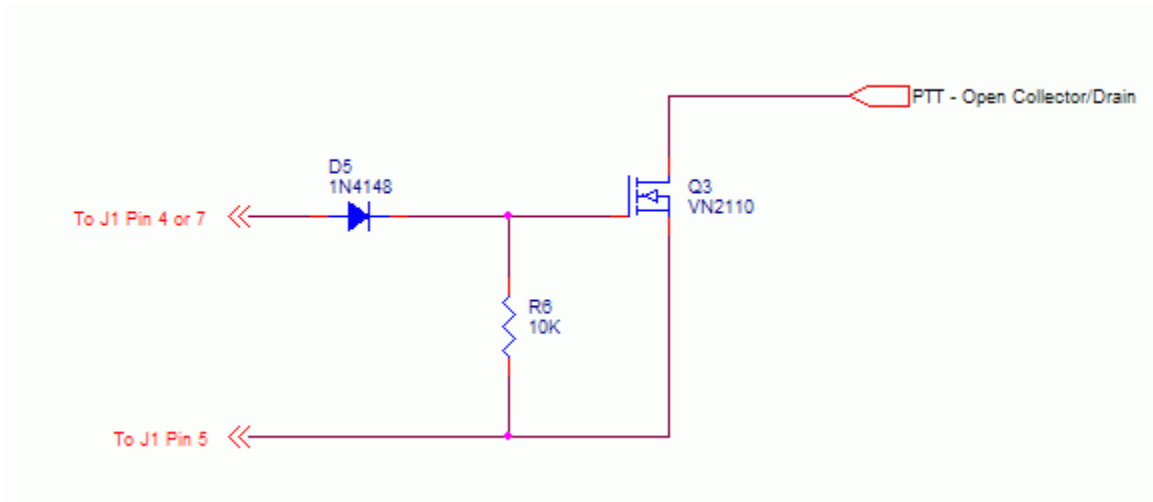 PTT - Open Collector/Drain
D5
1N4148
Q3
VN2110
To J1 Pin 4 or 7
R6
10K
To J1 Pin 5